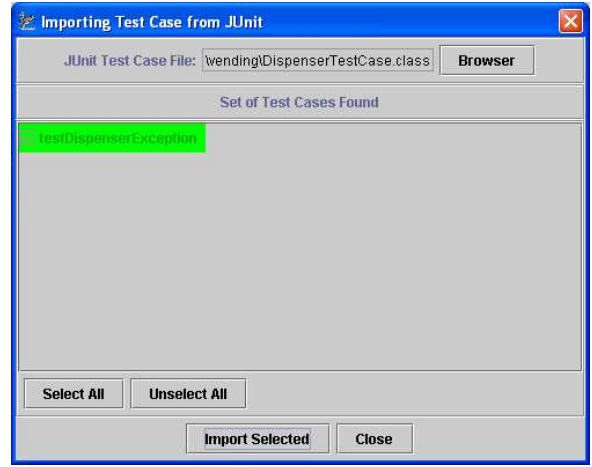 Importing Test Case from JUnit
JUnit Test Case File: \vending\DispenserTestCase.class Browser
Set of Test Cases Found
testDispenserException
Select All Unselect All
Import Selected Close